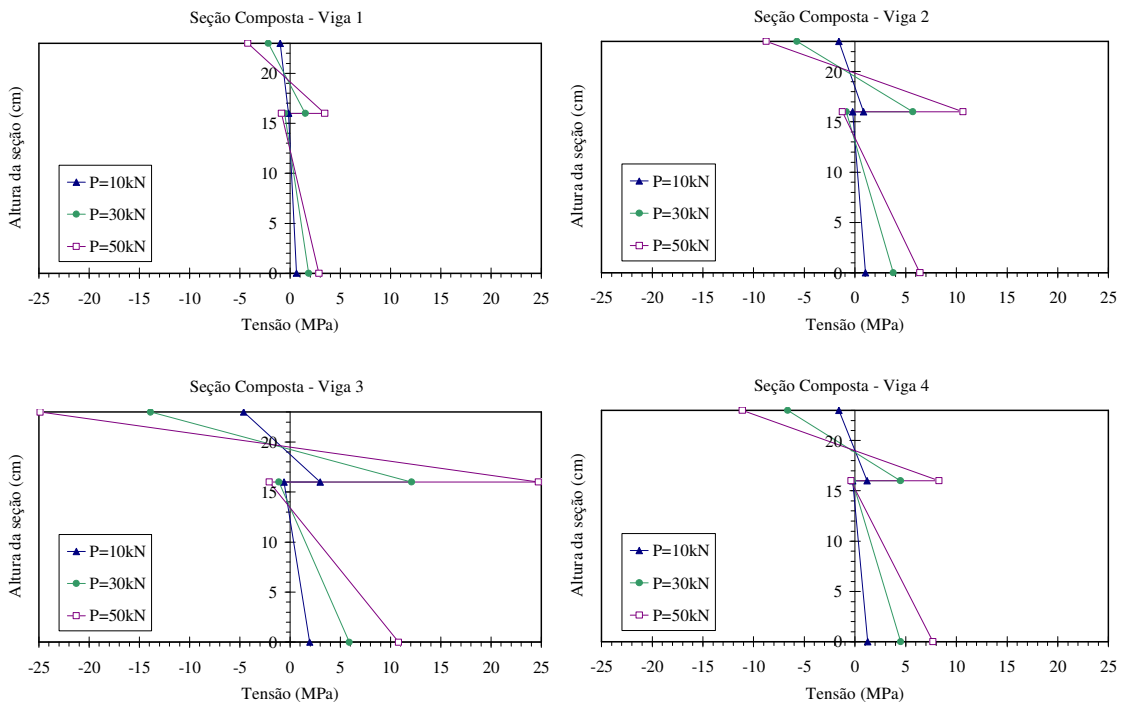 Seção Composta - Viga 1
Altura da seção (cm)
20
15
10
5
0
P=10kN
P=30kN
P=50kN
-25 -20 -15 -10 -5 0 5 10 15 20 25
Tensão (MPa)
Seção Composta - Viga 2
Altura da seção (cm)
20
15
10
5
0
P=10kN
P=30kN
P=50kN
-25 -20 -15 -10 -5 0 5 10 15 20 25
Tensão (MPa)
Seção Composta - Viga 3
Altura da seção (cm)
20
15
10
5
0
P=10kN
P=30kN
P=50kN
-25 -20 -15 -10 -5 0 5 10 15 20 25
Tensão (MPa)
Seção Composta - Viga 4
Altura da seção (cm)
20
15
10
5
0
P=10kN
P=30kN
P=50kN
-25 -20 -15 -10 -5 0 5 10 15 20 25
Tensão (MPa)